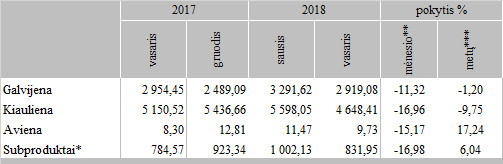 2017 2018 pokytis %
vasaris gruodis sausis vasaris mėnesio** metų***
Galvijena 2 954,45 2 489,09 3 291,62 2 919,08 -11,32 -1,20
Kiauliena 5 150,52 5 436,66 5 598,05 4 648,41 -16,96 -9,75
Aviena 8,30 12,81 11,47 9,73 -15,17 17,24
Subproduktai* 784,57 923,34 1 002,13 831,95 -16,98 6,04